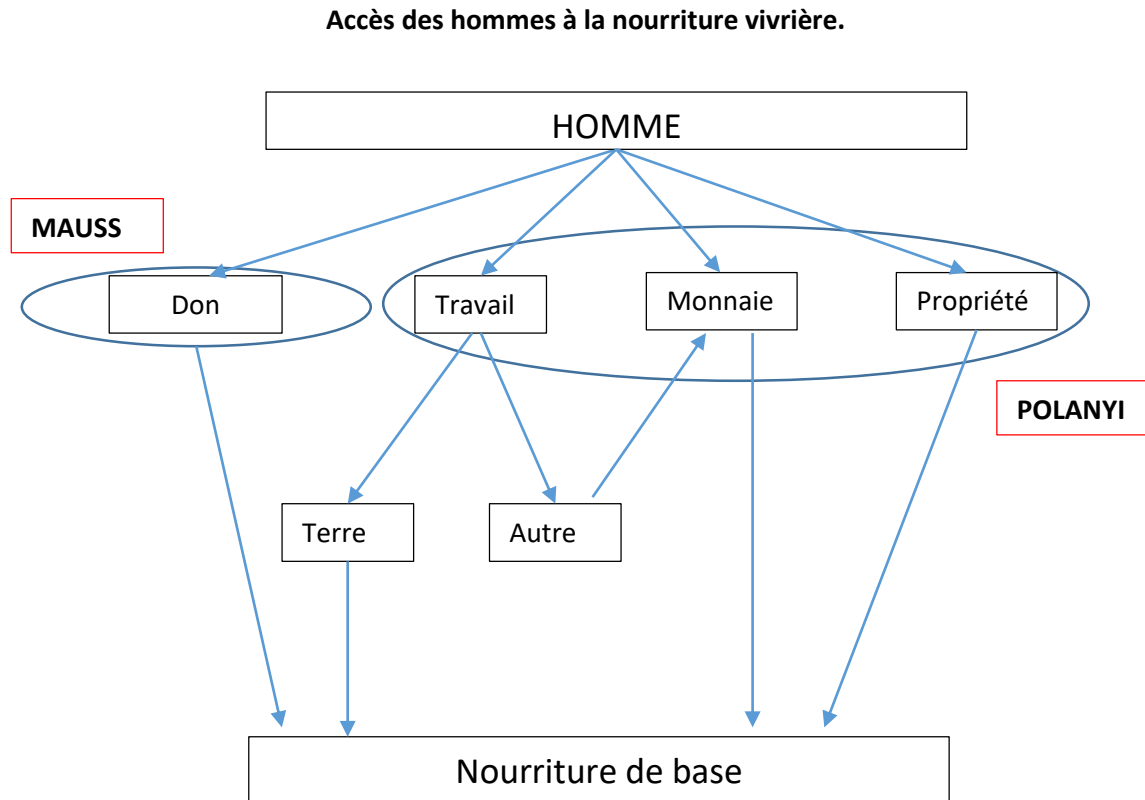 Accès des hommes à la nourriture vivrière.
HOMME
MAUSS
Don
Travail
Monnaie
Propriété
POLANYI
Terre
Autre
Nourriture de base